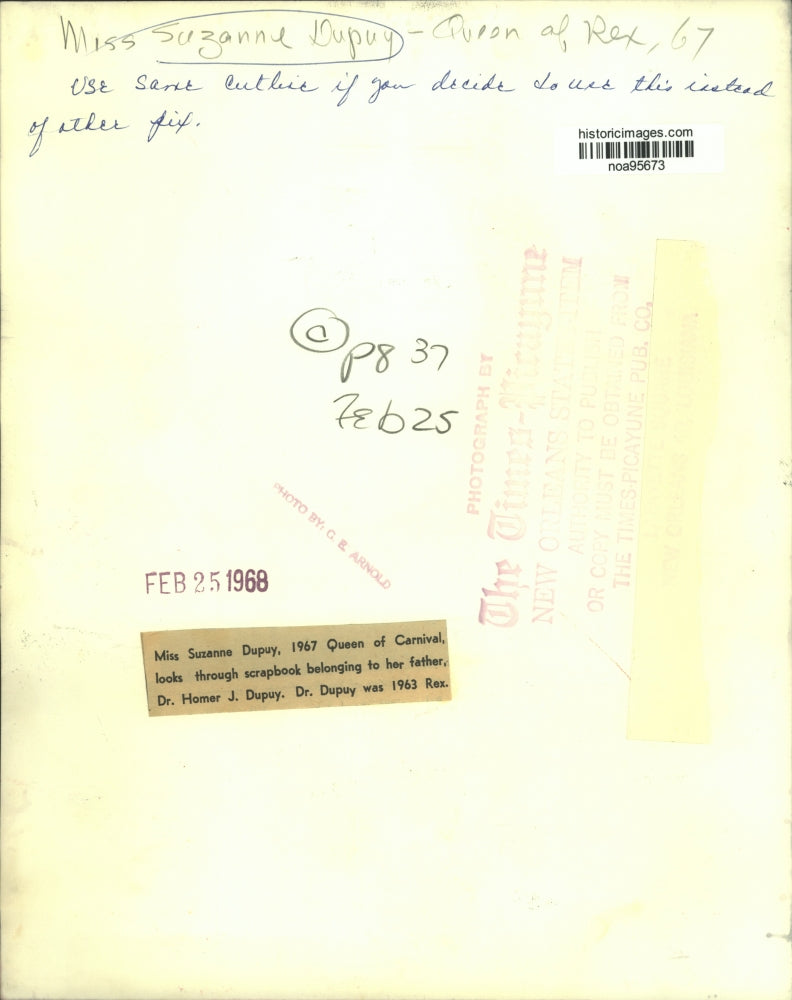 Miss Suzanne Dupuy - Queen of Rex, 67
Use same cutline if you decide to use this instead
of other pix.
historicimages.com
noa95673
C p8 37
Feb 25
PHOTOGRAPH BY
The Times-Picayune
NEW ORLEANS STATES-ITEM
AUTHORITY TO PUBLISH
OR COPY MUST BE OBTAINED FROM
THE TIMES-PICAYUNE PUB. CO.
NEW ORLEANS
PHOTO BY: G. E. ARNOLD
FEB 25 1968
Miss Suzanne Dupuy, 1967 Queen of Carnival,
looks through scrapbook belonging to her father,
Dr. Homer J. Dupuy. Dr. Dupuy was 1963 Rex.